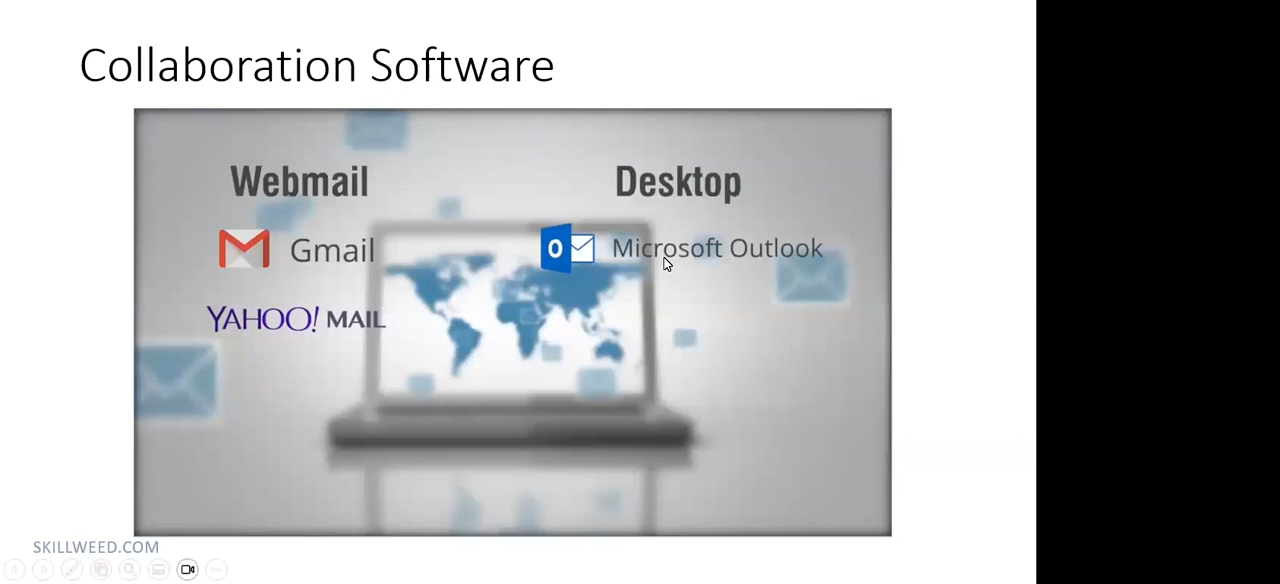 Collaboration Software
Webmail
Desktop
Gmail
O
Microsoft Outlook
YAHOO! MAIL
SKILLWEED.COM